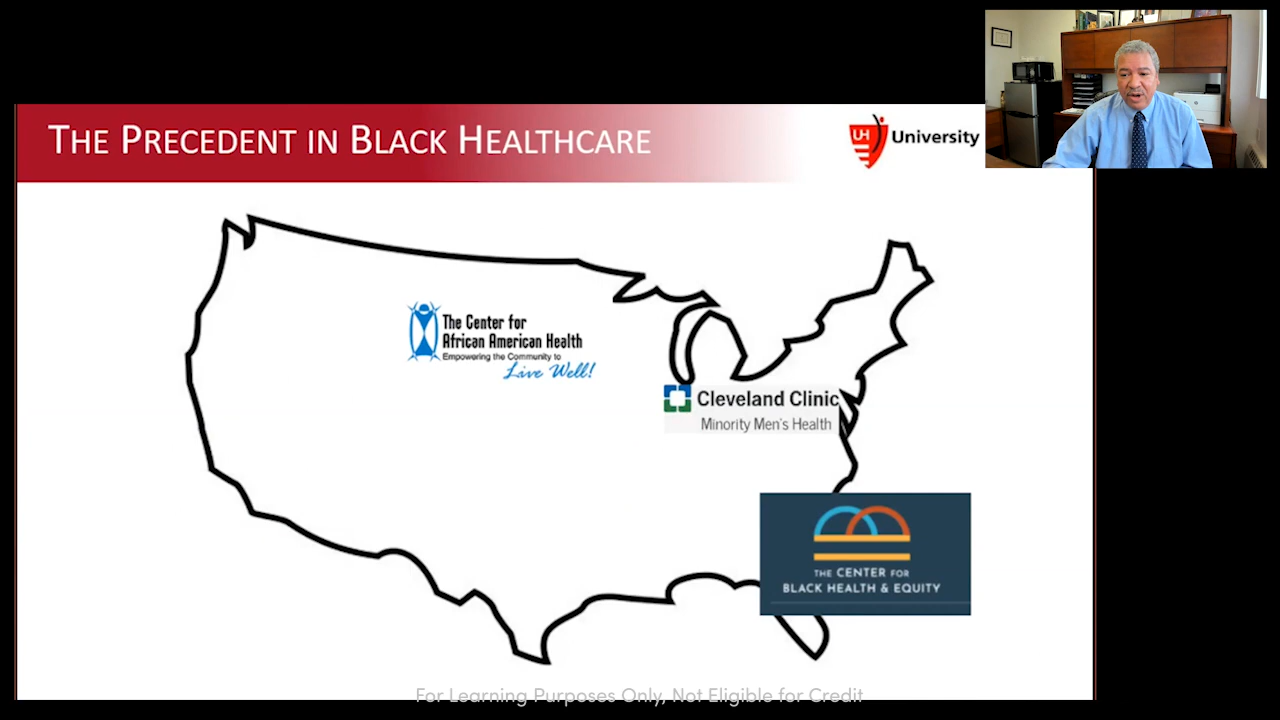 THE PRECEDENT IN BLACK HEALTHCARE
UH University
The Center for
African American Health
Empowering the Community to
Live Well!
Cleveland Clinic
Minority Men's Health
THE CENTER FOR
BLACK HEALTH & EQUITY
For Learning Purposes Only, Not Eligible for Credit